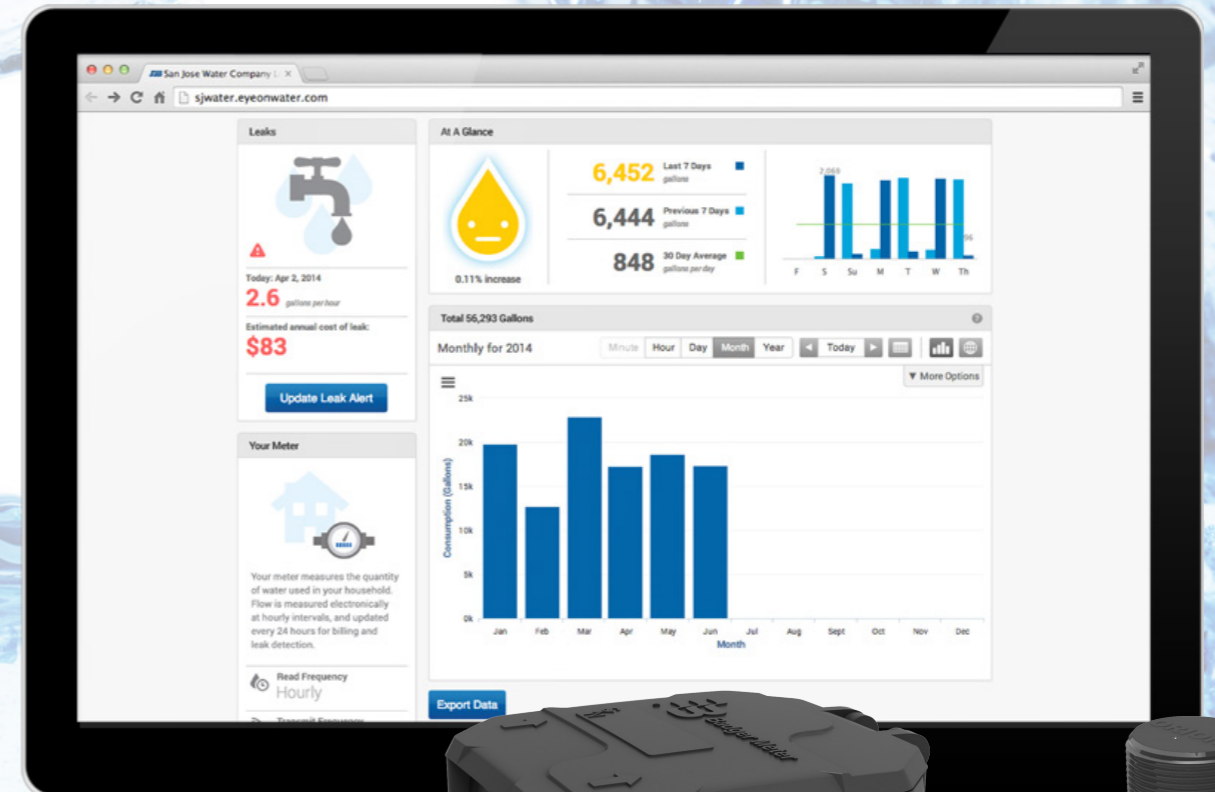 San Jose Water Company
sjwater.eyeonwater.com
Leaks
Today: Apr 2, 2014
2.6 gallons per hour
Estimated annual cost of leak:
$83
Update Leak Alert
Your Meter
Your meter measures the quantity
of water used in your household.
Flow is measured electronically
at hourly intervals, and updated
every 24 hours for billing and
leak detection.
Read Frequency
Hourly
Transmit Frequency
At A Glance
0.11% increase
6,452 Last 7 Days
gallons
6,444 Previous 7 Days
gallons
848 30 Day Average
gallons per day
2,068
96
F S Su M T W Th
Total 56,293 Gallons
Monthly for 2014
Minute Hour Day Month Year Today
▼ More Options
Consumption (Gallons)
25k
20k
15k
10k
5k
0k
Jan Feb Mar Apr May Jun Jul Aug Sept Oct Nov Dec
Month
Export Data
Badger Meter